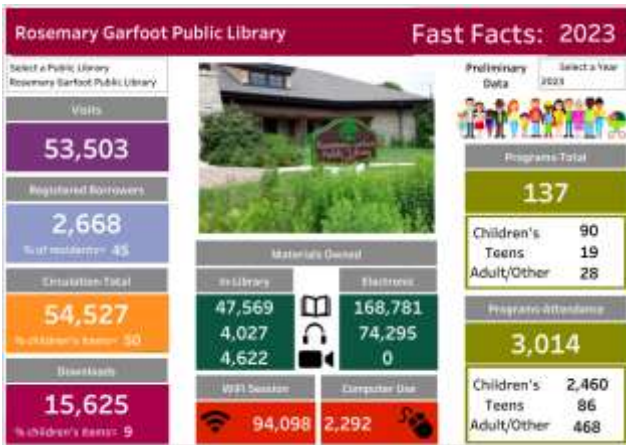 Rosemary Garfoot Public Library
Fast Facts: 2023
Select a Public Library
Rosemary Garfoot Public Library
Preliminary Data
Select a Year
2023
Visits
53,503
Registered Borrowers
2,668
% of residents= 45
Circulation Total
54,527
% children's items= 50
Downloads
15,625
% children's items= 9
Rosemary Garfoot
Public Library
Materials Owned
In-Library
Electronic
47,569 168,781
4,027 74,295
4,622 0
WIFI Session
Computer Use
94,098
2,292
Programs Total
137
Children's 90
Teens 19
Adult/Other 28
Programs Attendance
3,014
Children's 2,460
Teens 86
Adult/Other 468